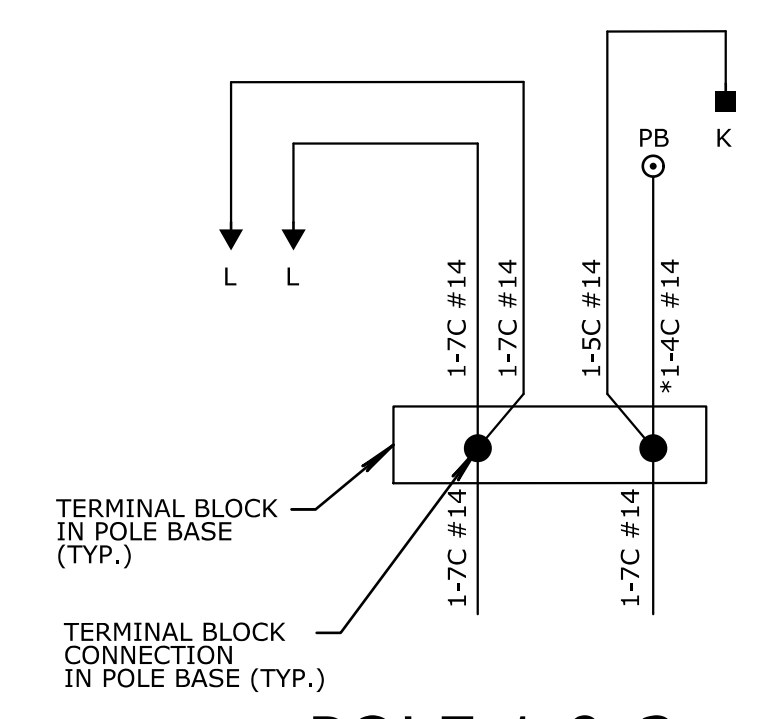 PB
K
L
L
1-7C #14
1-7C #14
1-5C #14
*1-4C #14
TERMINAL BLOCK
IN POLE BASE
(TYP.)
1-7C #14
1-7C #14
TERMINAL BLOCK
CONNECTION
IN POLE BASE (TYP.)